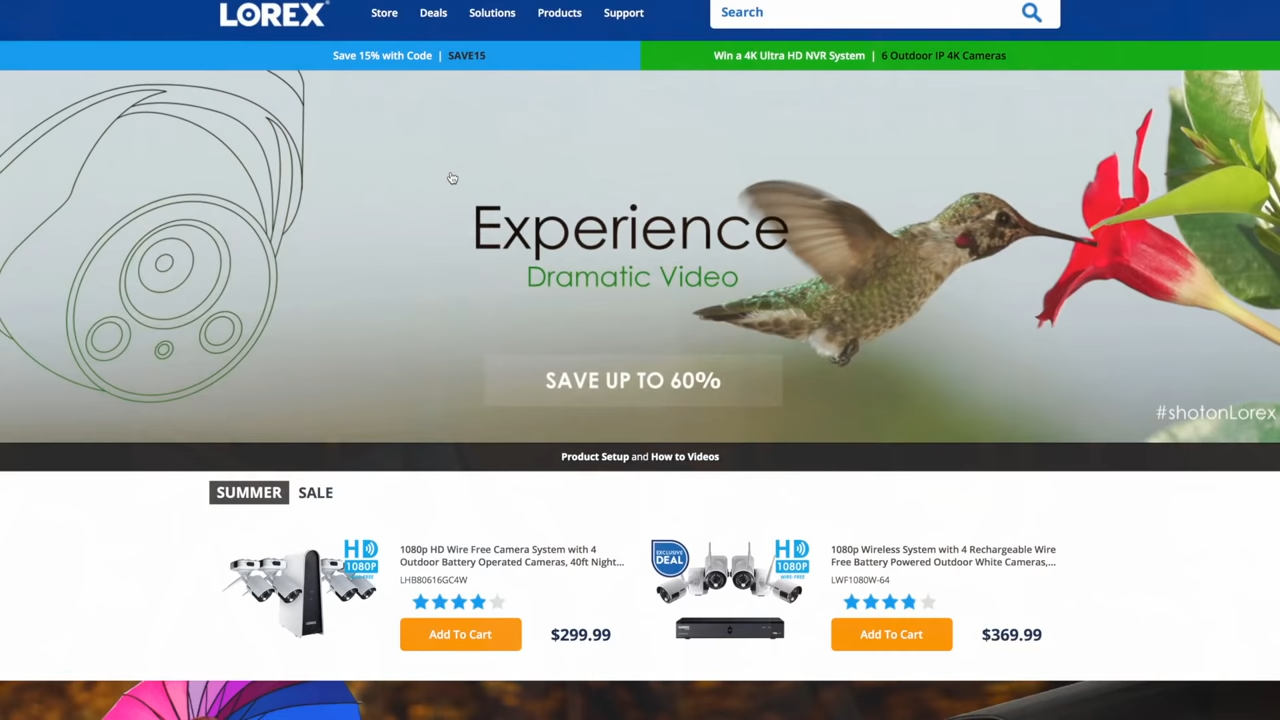 LOREX
Store
Deals
Solutions
Products
Support
Search
Save 15% with Code | SAVE15
Win a 4K Ultra HD NVR System | 6 Outdoor IP 4K Cameras
Experience
Dramatic Video
SAVE UP TO 60%
#shotonLorex
Product Setup and How to Videos
SUMMER SALE
HD
1080P
WIRE-FREE
1080p HD Wire Free Camera System with 4
Outdoor Battery Operated Cameras, 40ft Night...
LHB80616GC4W
Add To Cart
$299.99
EXCLUSIVE
DEAL
HD
1080P
WIRE-FREE
1080p Wireless System with 4 Rechargeable Wire
Free Battery Powered Outdoor White Cameras,...
LWF1080W-64
Add To Cart
$369.99